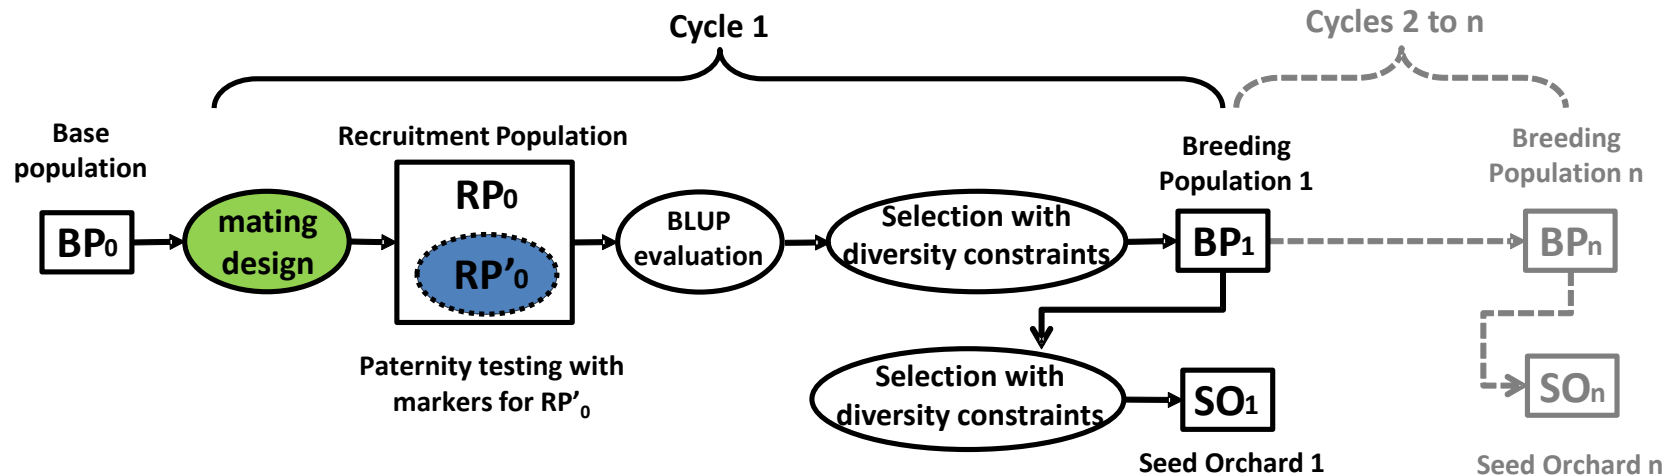 Cycle 1
Cycles 2 to n
Base
population
Recruitment Population
Breeding
Population 1
Breeding
Population n
BP0
mating
design
RP0
RP’0
BLUP
evaluation
Selection with
diversity constraints
BP1
BPn
Paternity testing with
markers for RP’0
Selection with
diversity constraints
SO1
SOn
Seed Orchard 1
Seed Orchard n